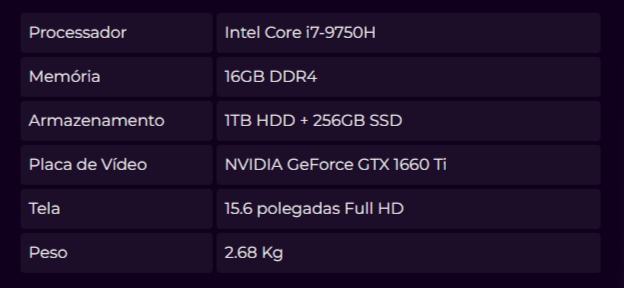 Processador Intel Core i7-9750H
Memória 16GB DDR4
Armazenamento 1TB HDD + 256GB SSD
Placa de Vídeo NVIDIA GeForce GTX 1660 Ti
Tela 15.6 polegadas Full HD
Peso 2.68 Kg